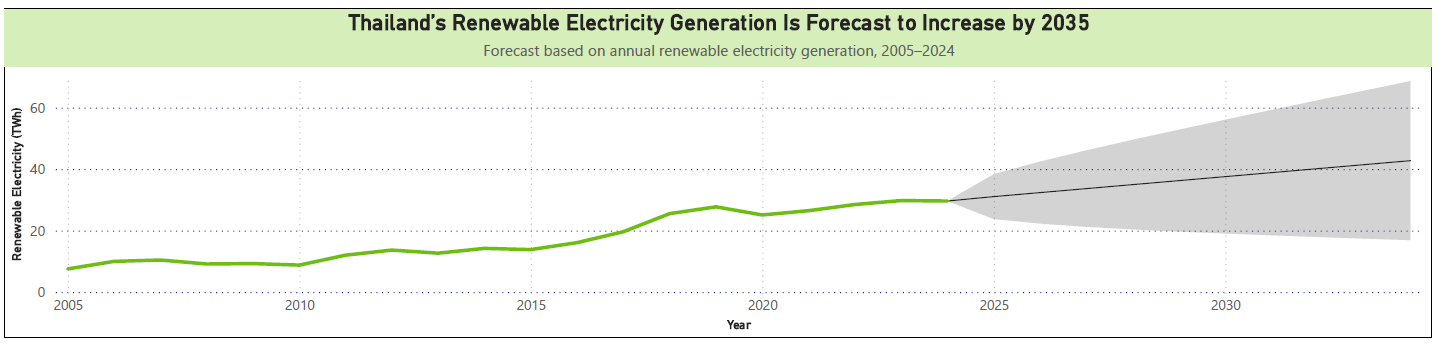 Thailand's Renewable Electricity Generation Is Forecast to Increase by 2035
Forecast based on annual renewable electricity generation, 2005–2024
Renewable Electricity (TWh)
60
40
20
0
2005 2010 2015 2020 2025 2030
Year